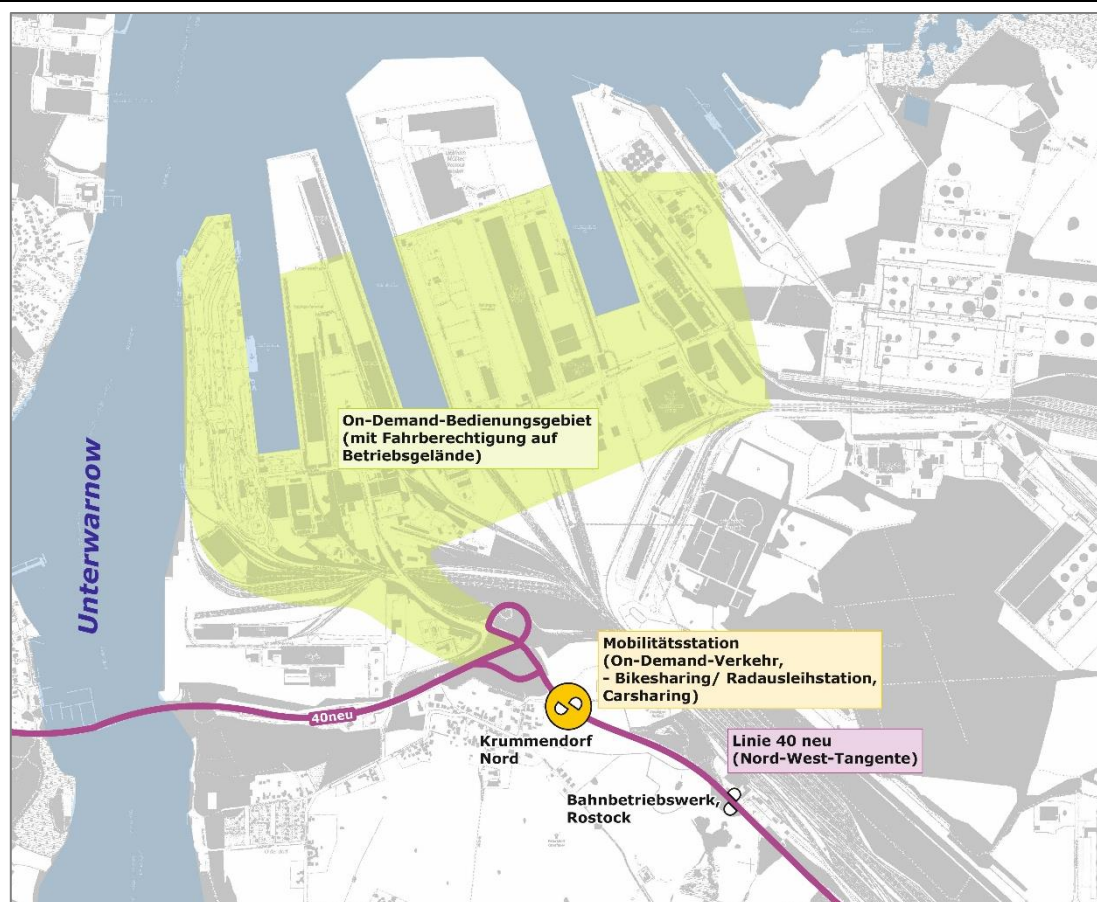 On-Demand-Bedienungsgebiet
(mit Fahrberechtigung auf
Betriebsgelände)
Unterwarnow
Mobilitätsstation
(On-Demand-Verkehr,
- Bikesharing/ Radausleihstation,
Carsharing)
40neu
Krummendorf
Nord
Linie 40 neu
(Nord-West-Tangente)
Bahnbetriebswerk,
Rostock